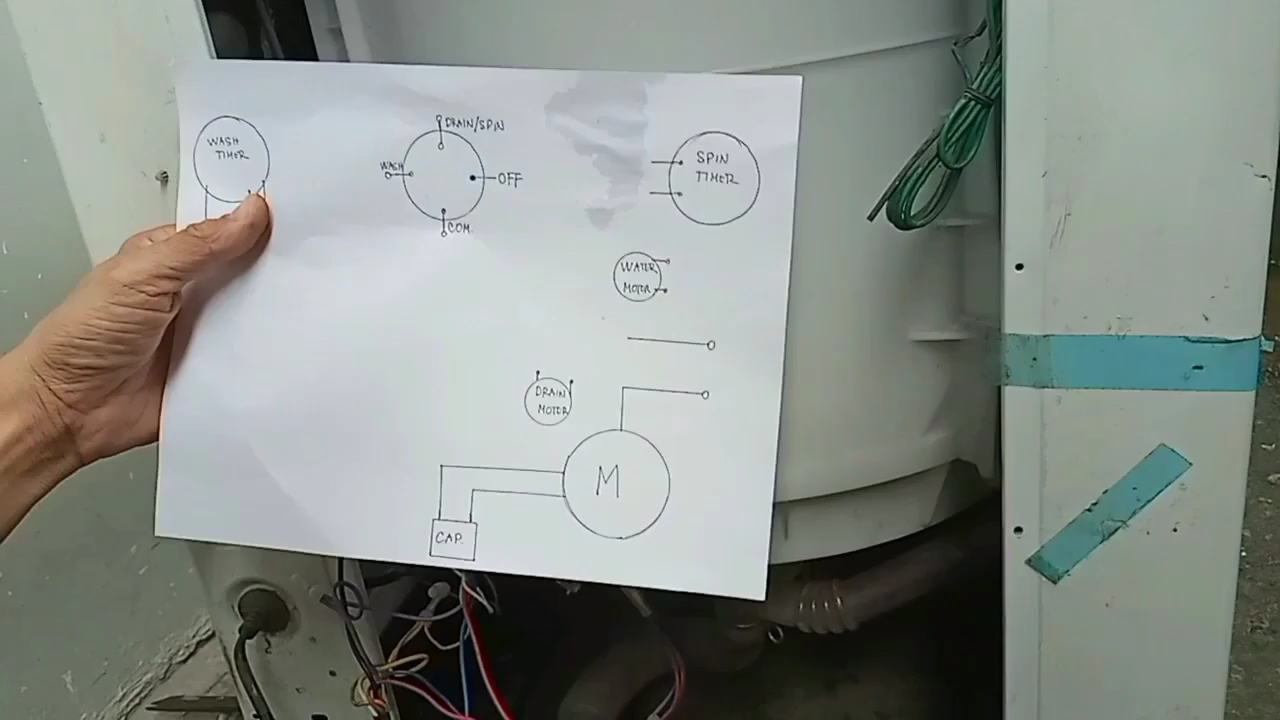 WASH
TIMER
DRAIN/SPIN
WASH
OFF
COM.
SPIN
TIMER
WATER
MOTOR
DRAIN
MOTOR
M
CAP.